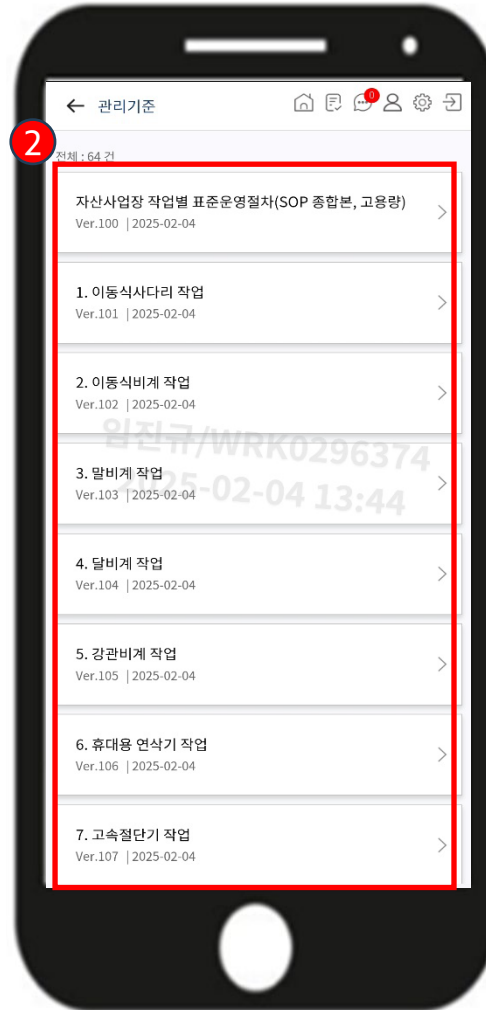 관리기준
0
2
전체 : 64 건
자산사업장 작업별 표준운영절차(SOP 종합본, 고용량)
Ver.100 | 2025-02-04
1. 이동식사다리 작업
Ver.101 | 2025-02-04
2. 이동식비계 작업
Ver.102 | 2025-02-04
임진규/WRK0296374
2025-02-04 13:44
3. 말비계 작업
Ver.103 | 2025-02-04
4. 달비계 작업
Ver.104 | 2025-02-04
5. 강관비계 작업
Ver.105 | 2025-02-04
6. 휴대용 연삭기 작업
Ver.106 | 2025-02-04
7. 고속절단기 작업
Ver.107 | 2025-02-04